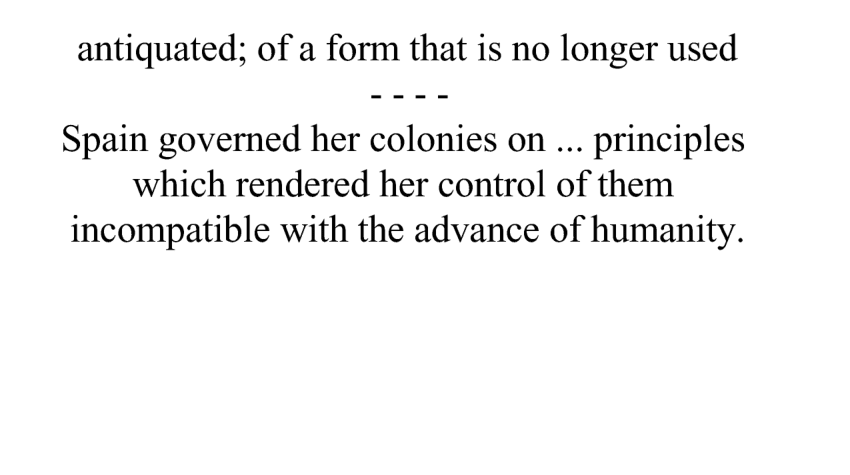 antiquated; of a form that is no longer used
- - - -
Spain governed her colonies on ... principles
which rendered her control of them
incompatible with the advance of humanity.